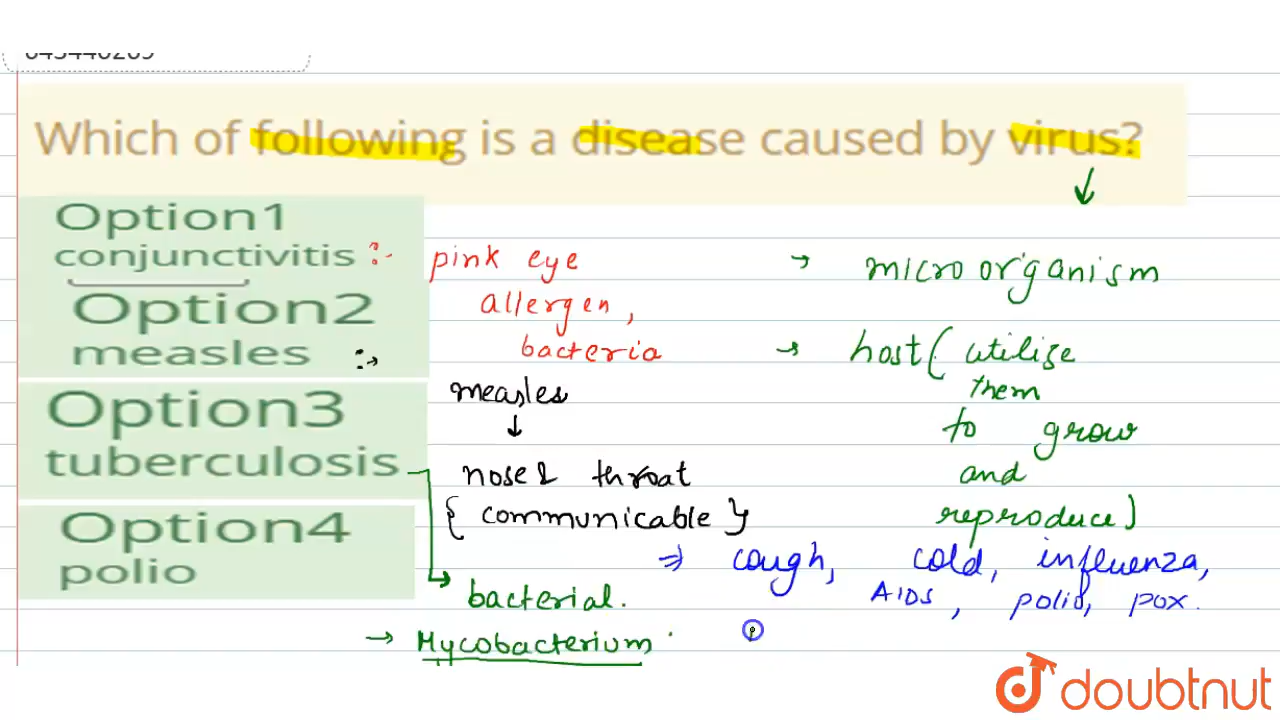 Which of following is a disease caused by virus?
Option1
conjunctivitis :- pink eye
allergen,
bacteria
Option2
measles :→
measles
↓
nose & throat
{ communicable }
Option3
tuberculosis
bacterial.
→ Mycobacterium.
Option4
polio
↓
→ micro organism
→ host ( utilize
them
to grow
and
reproduce )
⇒ cough, cold, influenza,
AIDS, polio, pox.
doubtnut